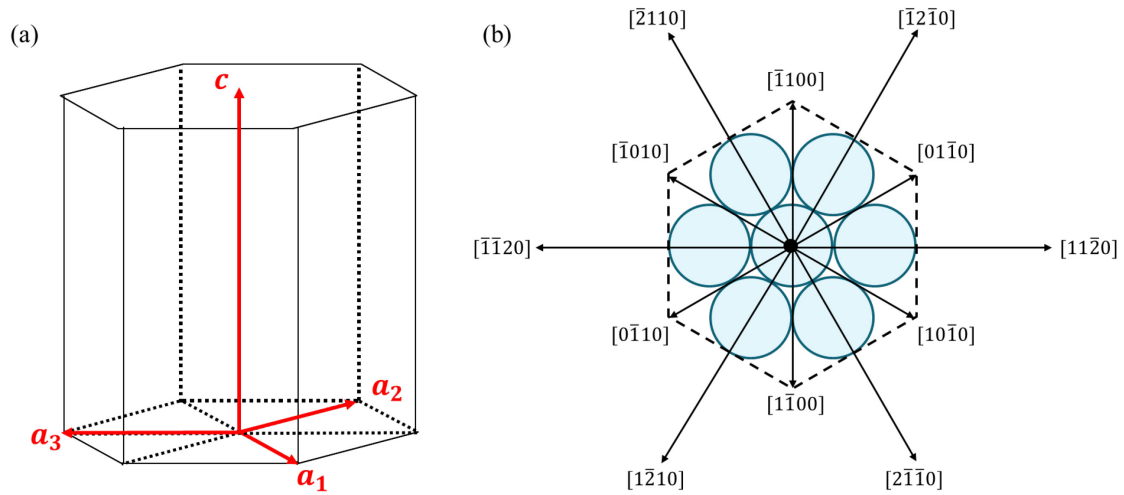 (a)
c
a₁
a₂
a₃
(b)
[2̄110]
[1̄21̄0]
[1̄100]
[1̄010]
[011̄0]
[1̄1̄20]
[112̄0]
[01̄10]
[101̄0]
[11̄00]
[12̄10]
[21̄1̄0]